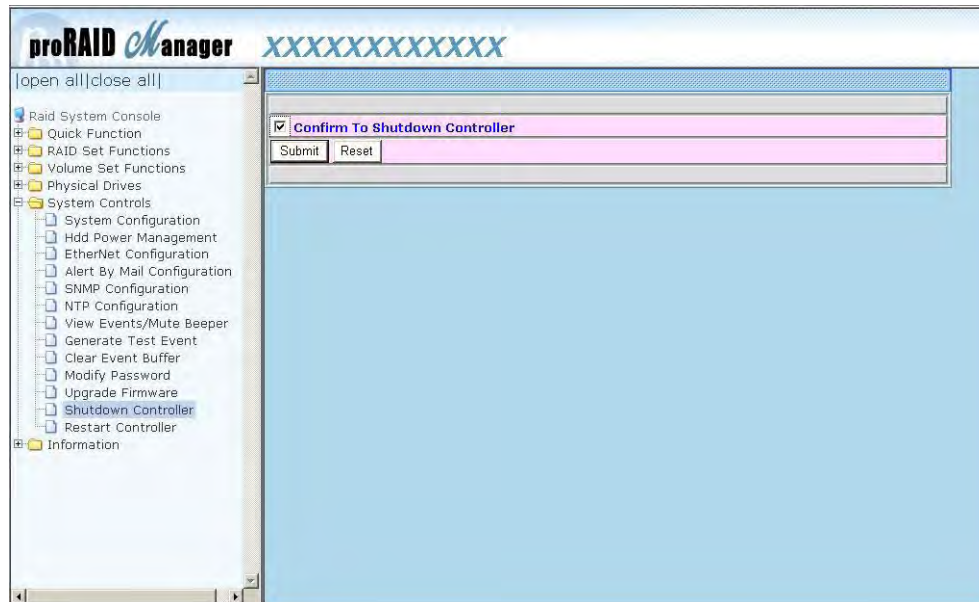 proRAID Manager XXXXXXXXXXXX
|open all|close all|
Raid System Console
Quick Function
RAID Set Functions
Volume Set Functions
Physical Drives
System Controls
System Configuration
Hdd Power Management
EtherNet Configuration
Alert By Mail Configuration
SNMP Configuration
NTP Configuration
View Events/Mute Beeper
Generate Test Event
Clear Event Buffer
Modify Password
Upgrade Firmware
Shutdown Controller
Restart Controller
Information
Confirm To Shutdown Controller
Submit Reset